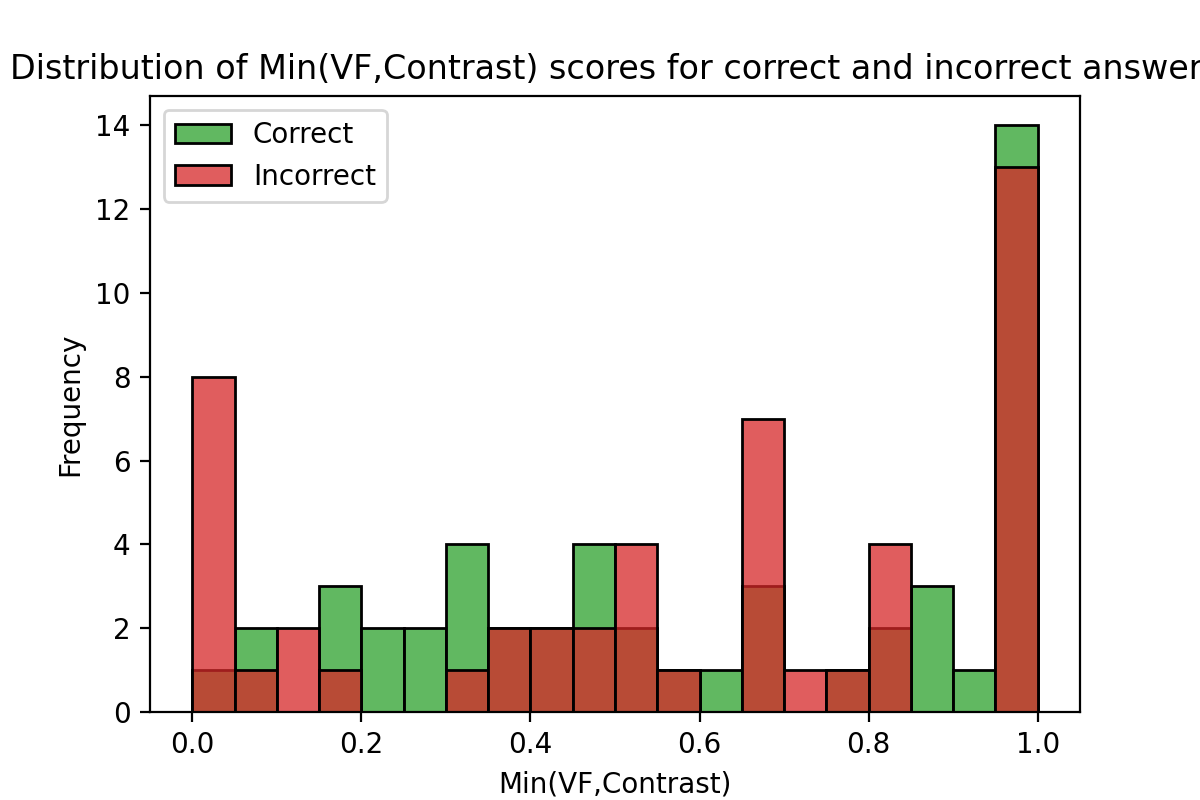 Distribution of Min(VF,Contrast) scores for correct and incorrect answer
Correct
Incorrect
14
12
10
8
6
4
2
0
Frequency
0.0 0.2 0.4 0.6 0.8 1.0
Min(VF,Contrast)